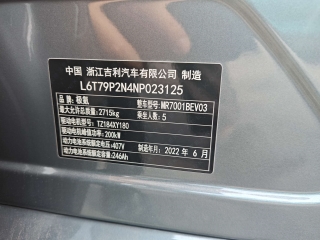 中国 浙江吉利汽车有限公司 制造
L6T79P2N4NP023125
品牌：极氪 整车型号：MR7001BEV03
最大允许总质量：2715kg 乘坐人数：5
驱动电机型号：TZ184XY180
驱动电机峰值功率：200kW
动力电池系统额定电压：407V 制造年月：2022 年 6 月
动力电池系统额定容量：246Ah